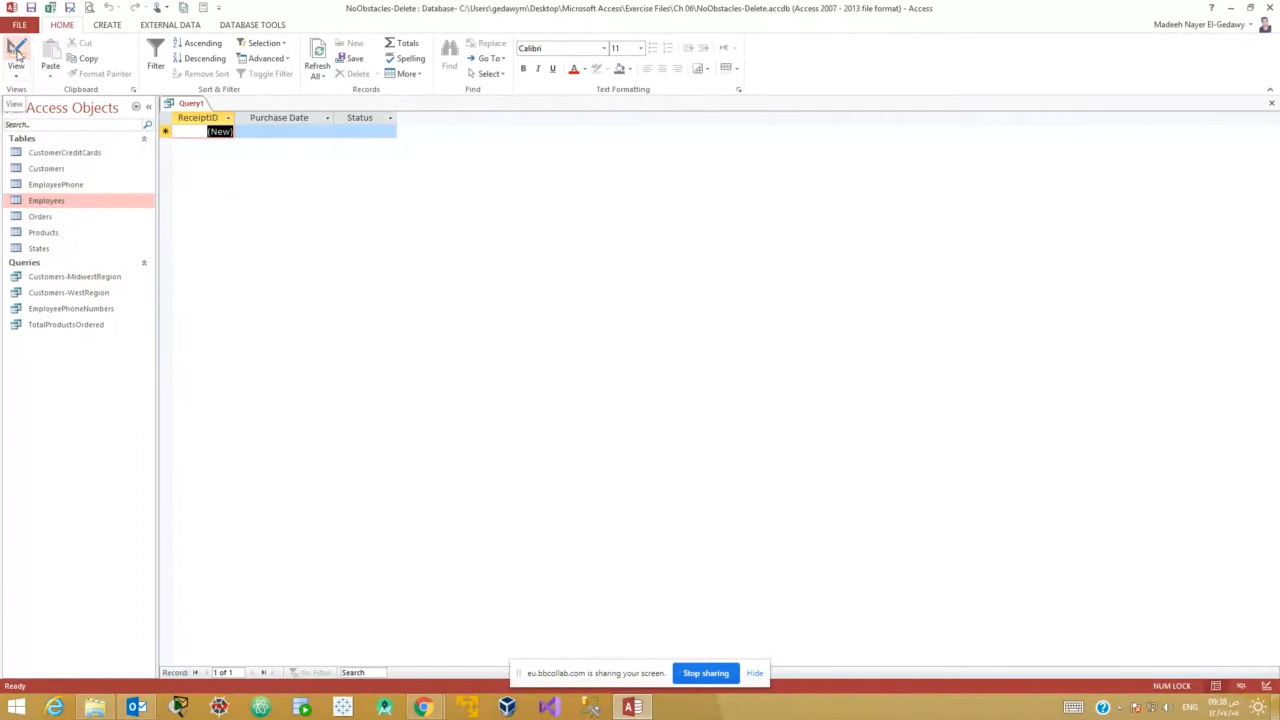 NoObstacles-Delete : Database- C:\Users\gedawym\Desktop\Microsoft Access\Exercise Files\Ch 06\NoObstacles-Delete.accdb (Access 2007 - 2013 file format) - Access
FILE HOME CREATE EXTERNAL DATA DATABASE TOOLS
Madeeh Nayer El-Gedawy
View
Views
Paste
Cut
Copy
Format Painter
Clipboard
Filter
Ascending
Descending
Remove Sort
Selection
Advanced
Toggle Filter
Sort & Filter
Refresh
All
New
Save
Delete
Totals
Spelling
More
Records
Find
Replace
Go To
Select
Find
Calibri 11
B I U A
Text Formatting
View
Access Objects
Search...
Tables
CustomerCreditCards
Customers
EmployeePhone
Employees
Orders
Products
States
Queries
Customers-MidwestRegion
Customers-WestRegion
EmployeePhoneNumbers
TotalProductsOrdered
Query1
ReceiptID Purchase Date Status
(New)
Record: 1 of 1 No Filter Search
eu.bbcollab.com is sharing your screen. Stop sharing Hide
Ready
NUM LOCK SQL
ENG
09:38 ص